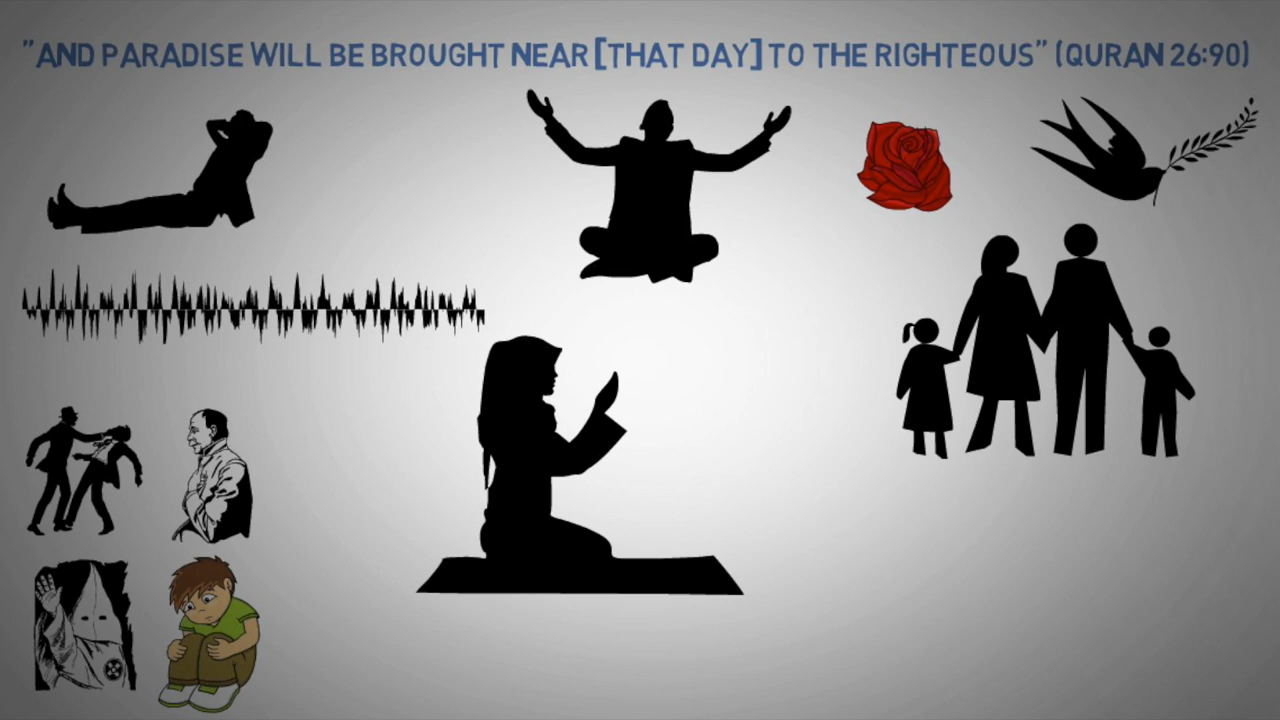 "AND PARADISE WILL BE BROUGHT NEAR [THAT DAY] TO THE RIGHTEOUS" (QURAN 26:90)